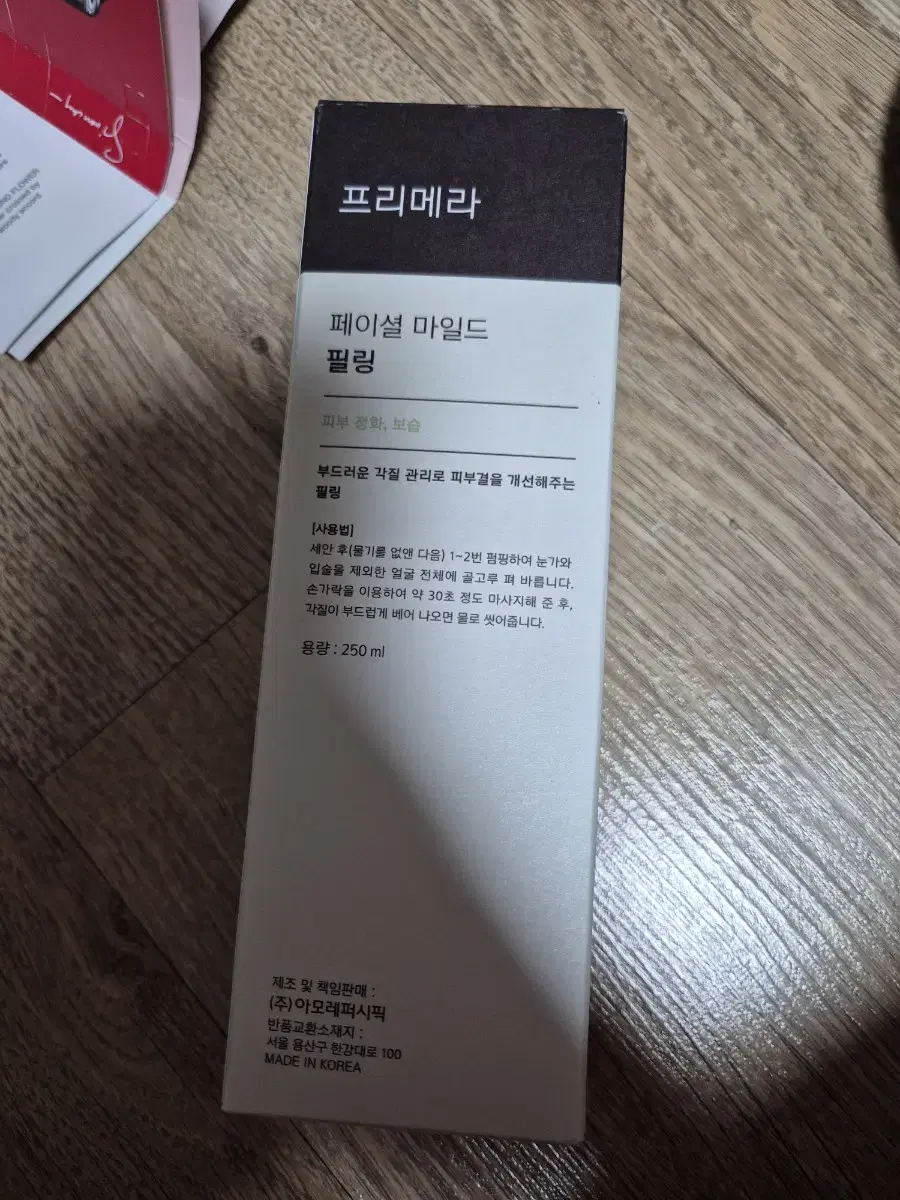 프리메라
페이셜 마일드
필링
피부 정화, 보습
부드러운 각질 관리로 피부결을 개선해주는
필링
[사용법]
세안 후(물기를 없앤 다음) 1~2번 펌핑하여 눈가와
입술을 제외한 얼굴 전체에 골고루 펴 바릅니다.
손가락을 이용하여 약 30초 정도 마사지해 준 후,
각질이 부드럽게 베어 나오면 물로 씻어줍니다.
용량 : 250 ml
제조 및 책임판매 :
(주)아모레퍼시픽
반품교환소재지 :
서울 용산구 한강대로 100
MADE IN KOREA
FLOWER